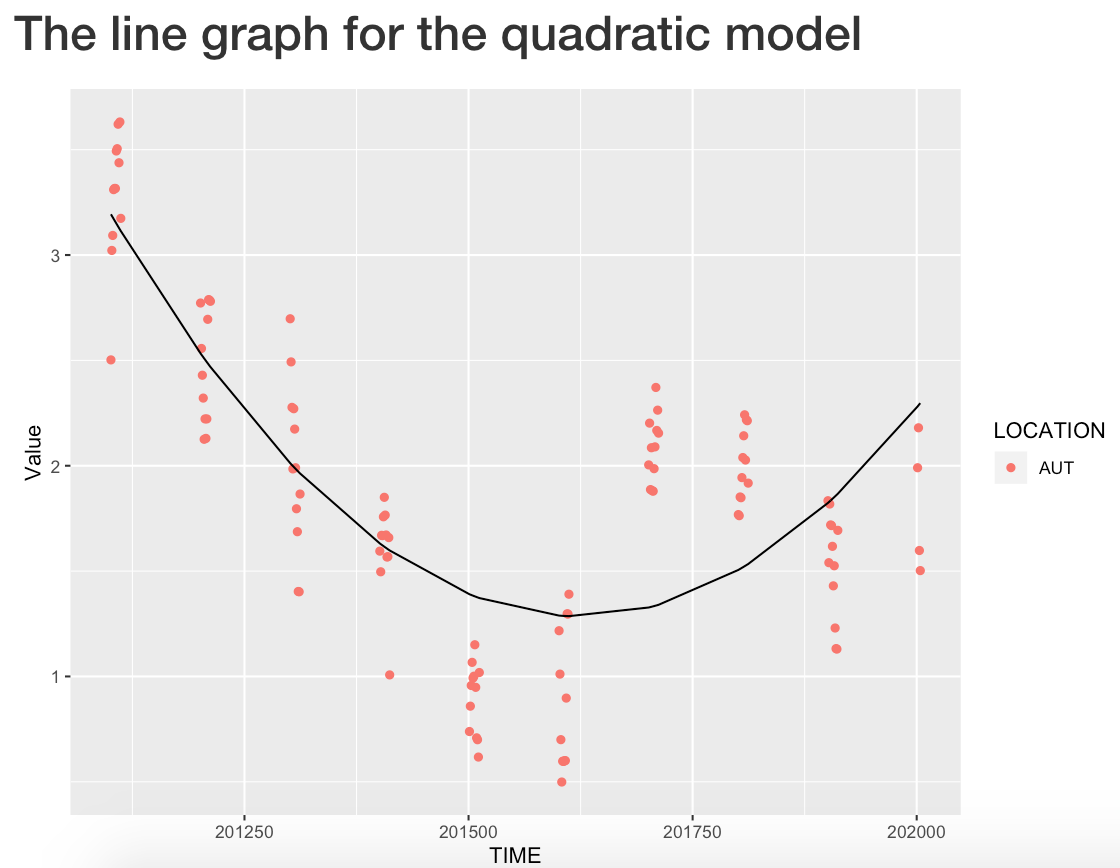 The line graph for the quadratic model
Value
3
2
1
201250 201500 201750 202000
TIME
LOCATION
AUT